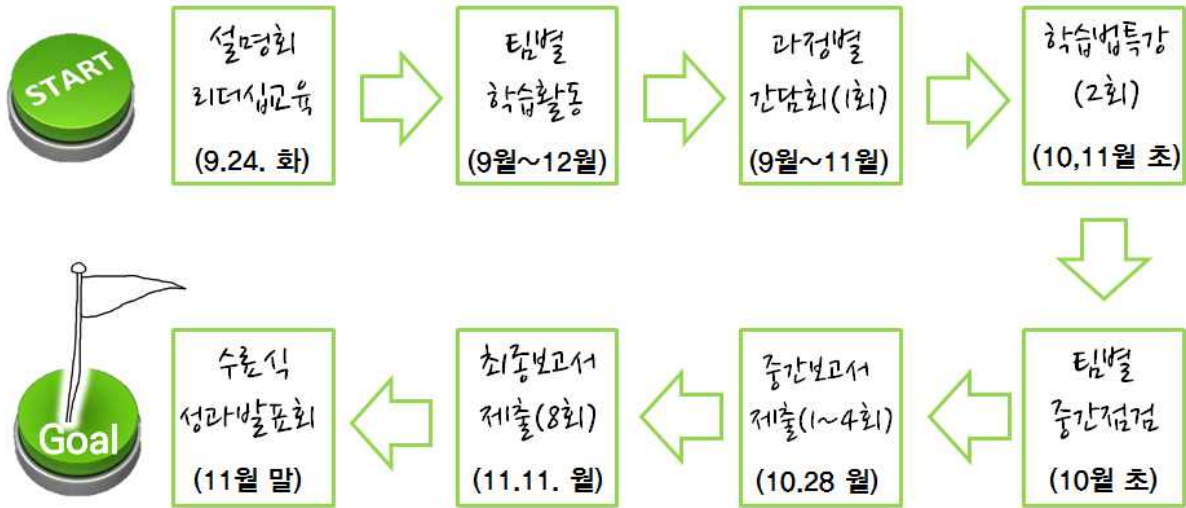 START
설명회
리더십교육
(9.24. 화)
팀별
학습활동
(9월~12월)
과정별
간담회(1회)
(9월~11월)
학습법특강
(2회)
(10,11월 초)
팀별
중간점검
(10월 초)
중간보고서
제출(1~4회)
(10.28 월)
최종보고서
제출(8회)
(11.11. 월)
수료식
성과발표회
(11월 말)
Goal